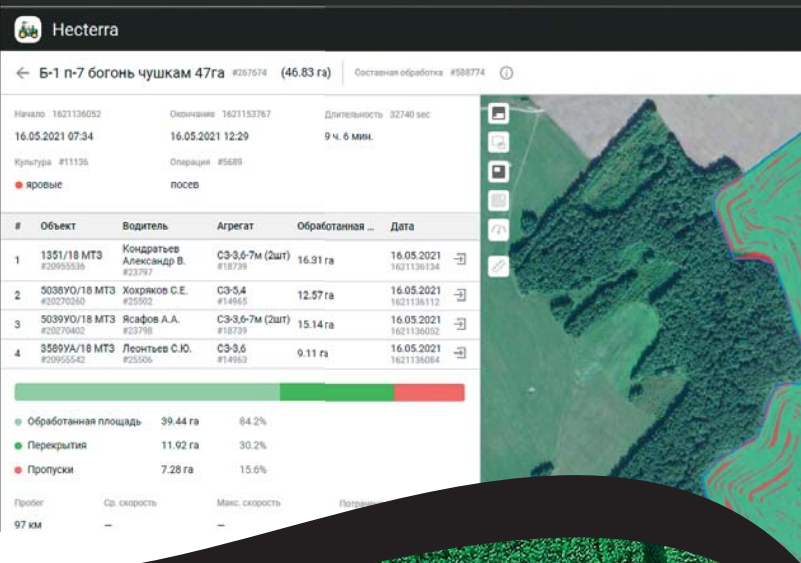 Hecterra
← Б-1 п-7 богонь чушкам 47га #267674 (46.83 га) Составная обработка #588774
Начало 1621136052 Окончание 1621153767 Длительность 32740 sec
16.05.2021 07:34 16.05.2021 12:29 9 ч. 6 мин.
Культура #11136 Операция #5689
яровые посев
# Объект Водитель Агрегат Обработанная ... Дата
1 1351/18 МТЗ Кондратьев Александр В. СЗ-3,6-7м (2шт) 16.31 га 16.05.2021
#20955536 #23797 #18739 1621136134
2 5038УО/18 МТЗ Хохряков С.Е. СЗ-5,4 12.57 га 16.05.2021
#20270260 #25502 #14965 1621136112
3 5039УО/18 МТЗ Ясафов А.А. СЗ-3,6-7м (2шт) 15.14 га 16.05.2021
#20270402 #23798 #18739 1621136052
4 3589УА/18 МТЗ Леонтьев С.Ю. СЗ-3,6 9.11 га 16.05.2021
#20955542 #25506 #14963 1621136084
Обработанная площадь 39.44 га 84.2%
Перекрытия 11.92 га 30.2%
Пропуски 7.28 га 15.6%
Пробег Ср. скорость Макс. скорость
97 км – –